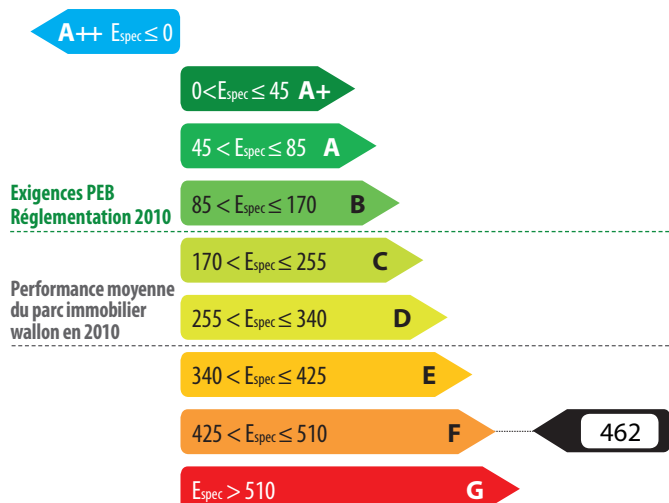 A++ Espec ≤ 0
0<Espec ≤ 45 A+
45 < Espec ≤ 85 A
Exigences PEB
Réglementation 2010
85 < Espec ≤ 170 B
170 < Espec ≤ 255 C
Performance moyenne
du parc immobilier
wallon en 2010
255 < Espec ≤ 340 D
340 < Espec ≤ 425 E
425 < Espec ≤ 510 F
462
Espec > 510 G